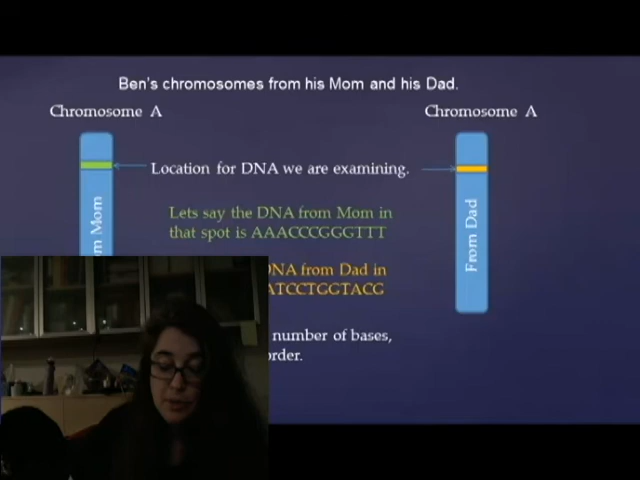 Ben's chromosomes from his Mom and his Dad.
Chromosome A
Chromosome A
Location for DNA we are examining.
Lets say the DNA from Mom in
that spot is AAACCCGGGTTT
DNA from Dad in
ATCCTGGTACG
number of bases,
order.
om Mom
From Dad